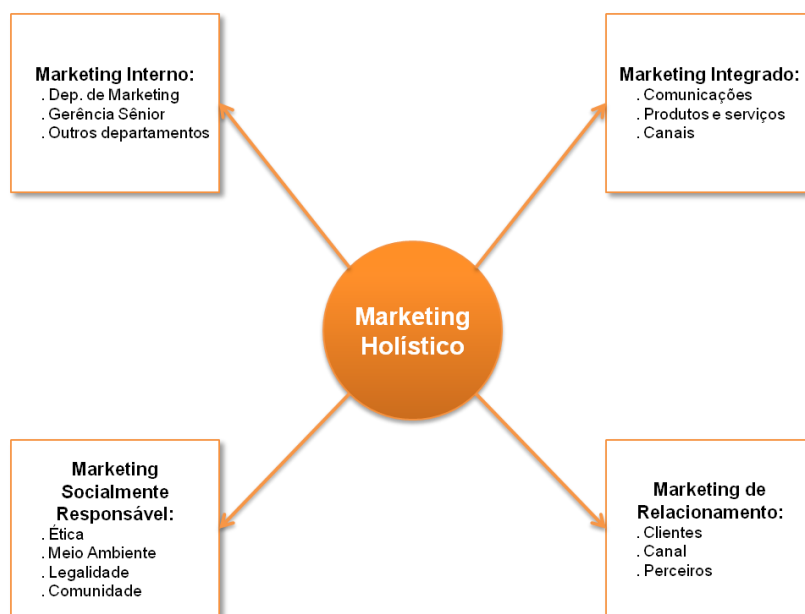 Marketing Interno:
. Dep. de Marketing
. Gerência Sênior
. Outros departamentos
Marketing Integrado:
. Comunicações
. Produtos e serviços
. Canais
Marketing
Holístico
Marketing
Socialmente
Responsável:
. Ética
. Meio Ambiente
. Legalidade
. Comunidade
Marketing de
Relacionamento:
. Clientes
. Canal
. Perceiros